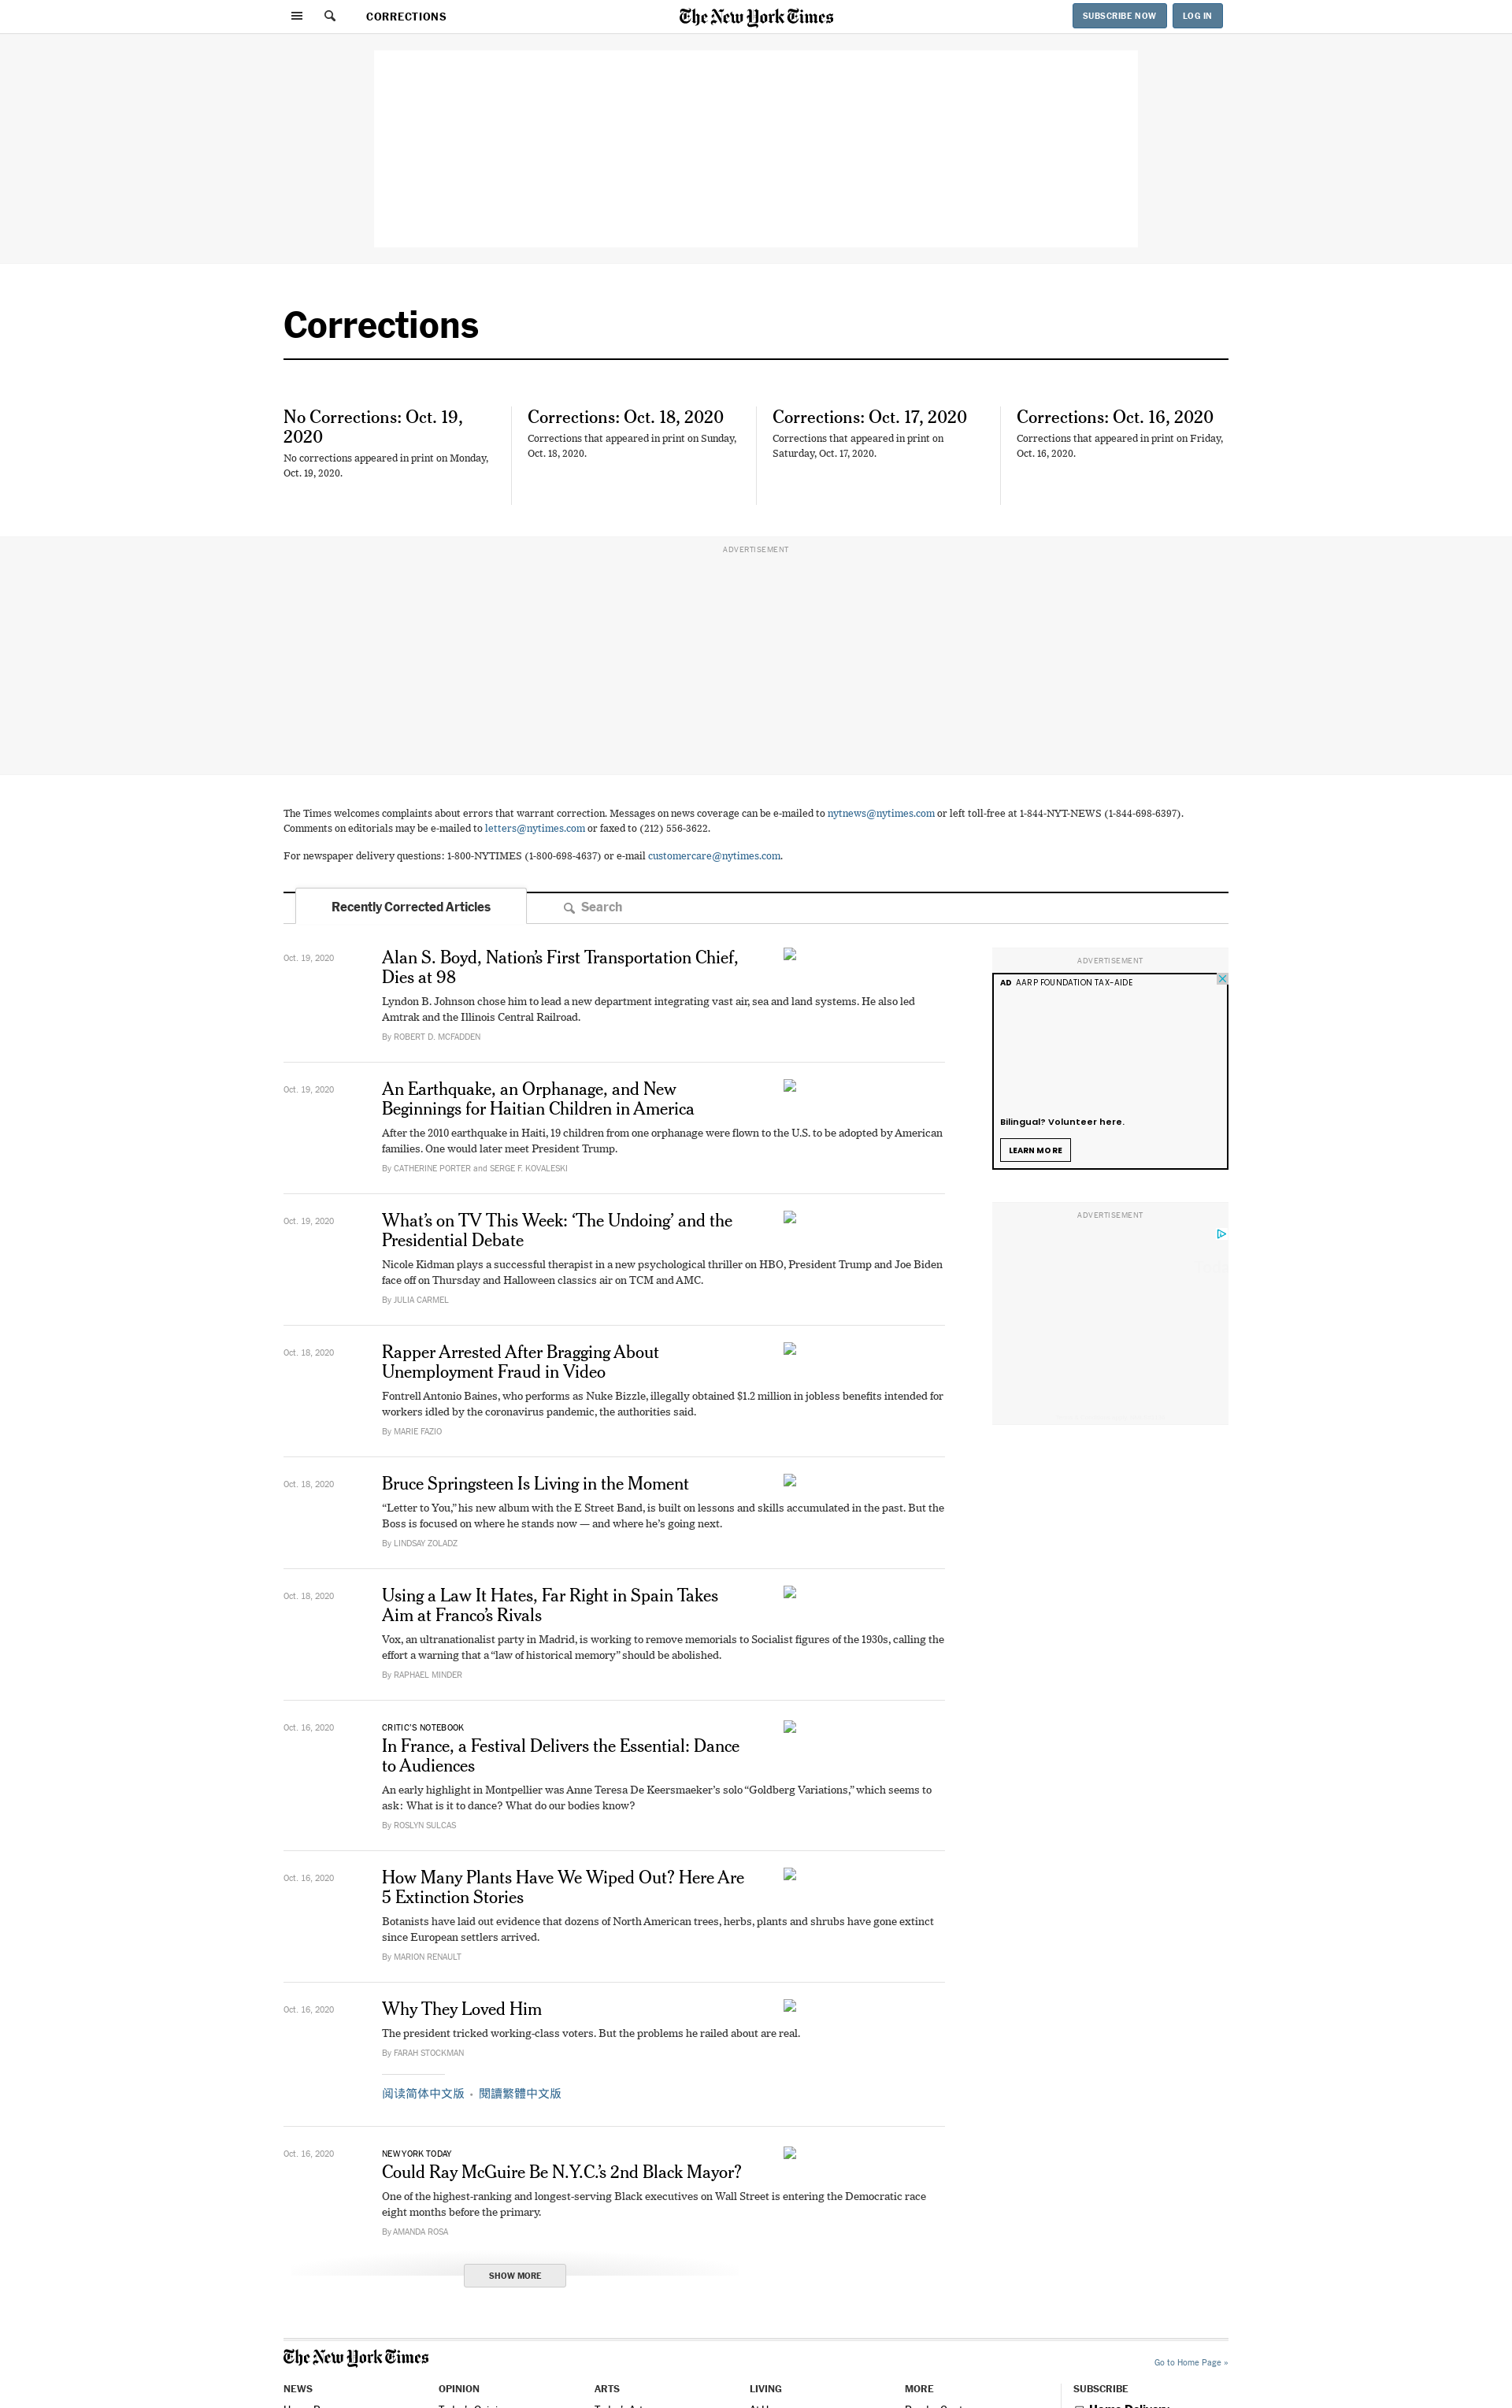 CORRECTIONS
The New York Times
SUBSCRIBE NOW
LOG IN
Corrections
No Corrections: Oct. 19,
2020
No corrections appeared in print on Monday,
Oct. 19, 2020.
Corrections: Oct. 18, 2020
Corrections that appeared in print on Sunday,
Oct. 18, 2020.
Corrections: Oct. 17, 2020
Corrections that appeared in print on
Saturday, Oct. 17, 2020.
Corrections: Oct. 16, 2020
Corrections that appeared in print on Friday,
Oct. 16, 2020.
ADVERTISEMENT
The Times welcomes complaints about errors that warrant correction. Messages on news coverage can be e-mailed to nytnews@nytimes.com or left toll-free at 1-844-NYT-NEWS (1-844-698-6397).
Comments on editorials may be e-mailed to letters@nytimes.com or faxed to (212) 556-3622.
For newspaper delivery questions: 1-800-NYTIMES (1-800-698-4637) or e-mail customercare@nytimes.com.
Recently Corrected Articles
Search
Oct. 19, 2020
Alan S. Boyd, Nation’s First Transportation Chief,
Dies at 98
Lyndon B. Johnson chose him to lead a new department integrating vast air, sea and land systems. He also led
Amtrak and the Illinois Central Railroad.
By ROBERT D. MCFADDEN
Oct. 19, 2020
An Earthquake, an Orphanage, and New
Beginnings for Haitian Children in America
After the 2010 earthquake in Haiti, 19 children from one orphanage were flown to the U.S. to be adopted by American
families. One would later meet President Trump.
By CATHERINE PORTER and SERGE F. KOVALESKI
Oct. 19, 2020
What’s on TV This Week: ‘The Undoing’ and the
Presidential Debate
Nicole Kidman plays a successful therapist in a new psychological thriller on HBO, President Trump and Joe Biden
face off on Thursday and Halloween classics air on TCM and AMC.
By JULIA CARMEL
Oct. 18, 2020
Rapper Arrested After Bragging About
Unemployment Fraud in Video
Fontrell Antonio Baines, who performs as Nuke Bizzle, illegally obtained $1.2 million in jobless benefits intended for
workers idled by the coronavirus pandemic, the authorities said.
By MARIE FAZIO
Oct. 18, 2020
Bruce Springsteen Is Living in the Moment
“Letter to You,” his new album with the E Street Band, is built on lessons and skills accumulated in the past. But the
Boss is focused on where he stands now — and where he’s going next.
By LINDSAY ZOLADZ
Oct. 18, 2020
Using a Law It Hates, Far Right in Spain Takes
Aim at Franco’s Rivals
Vox, an ultranationalist party in Madrid, is working to remove memorials to Socialist figures of the 1930s, calling the
effort a warning that a “law of historical memory” should be abolished.
By RAPHAEL MINDER
Oct. 16, 2020
CRITIC’S NOTEBOOK
In France, a Festival Delivers the Essential: Dance
to Audiences
An early highlight in Montpellier was Anne Teresa De Keersmaeker’s solo “Goldberg Variations,” which seems to
ask: What is it to dance? What do our bodies know?
By ROSLYN SULCAS
Oct. 16, 2020
How Many Plants Have We Wiped Out? Here Are
5 Extinction Stories
Botanists have laid out evidence that dozens of North American trees, herbs, plants and shrubs have gone extinct
since European settlers arrived.
By MARION RENAULT
Oct. 16, 2020
Why They Loved Him
The president tricked working-class voters. But the problems he railed about are real.
By FARAH STOCKMAN
阅读简体中文版 • 閱讀繁體中文版
Oct. 16, 2020
NEW YORK TODAY
Could Ray McGuire Be N.Y.C.’s 2nd Black Mayor?
One of the highest-ranking and longest-serving Black executives on Wall Street is entering the Democratic race
eight months before the primary.
By AMANDA ROSA
SHOW MORE
ADVERTISEMENT
AD AARP FOUNDATION TAX-AIDE
Bilingual? Volunteer here.
LEARN MORE
ADVERTISEMENT
The New York Times
Go to Home Page »
NEWS
OPINION
ARTS
LIVING
MORE
SUBSCRIBE